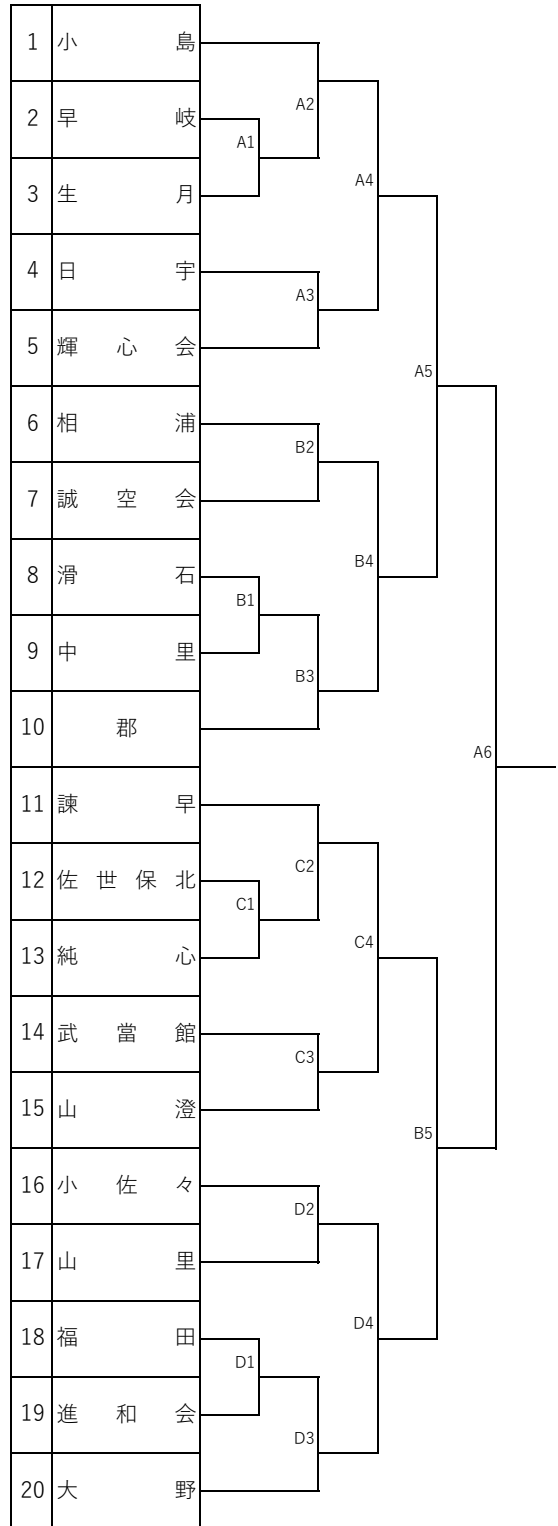 1 小島
A2
2 早岐
A1
A4
3 生月
4 日宇
A3
5 輝心会
A5
6 相浦
B2
7 誠空会
B4
8 滑石
B1
9 中里
B3
10 郡
A6
11 諫早
C2
12 佐世保北
C1
C4
13 純心
14 武當館
C3
15 山澄
B5
16 小佐々
D2
17 山里
D4
18 福田
D1
19 進和会
D3
20 大野